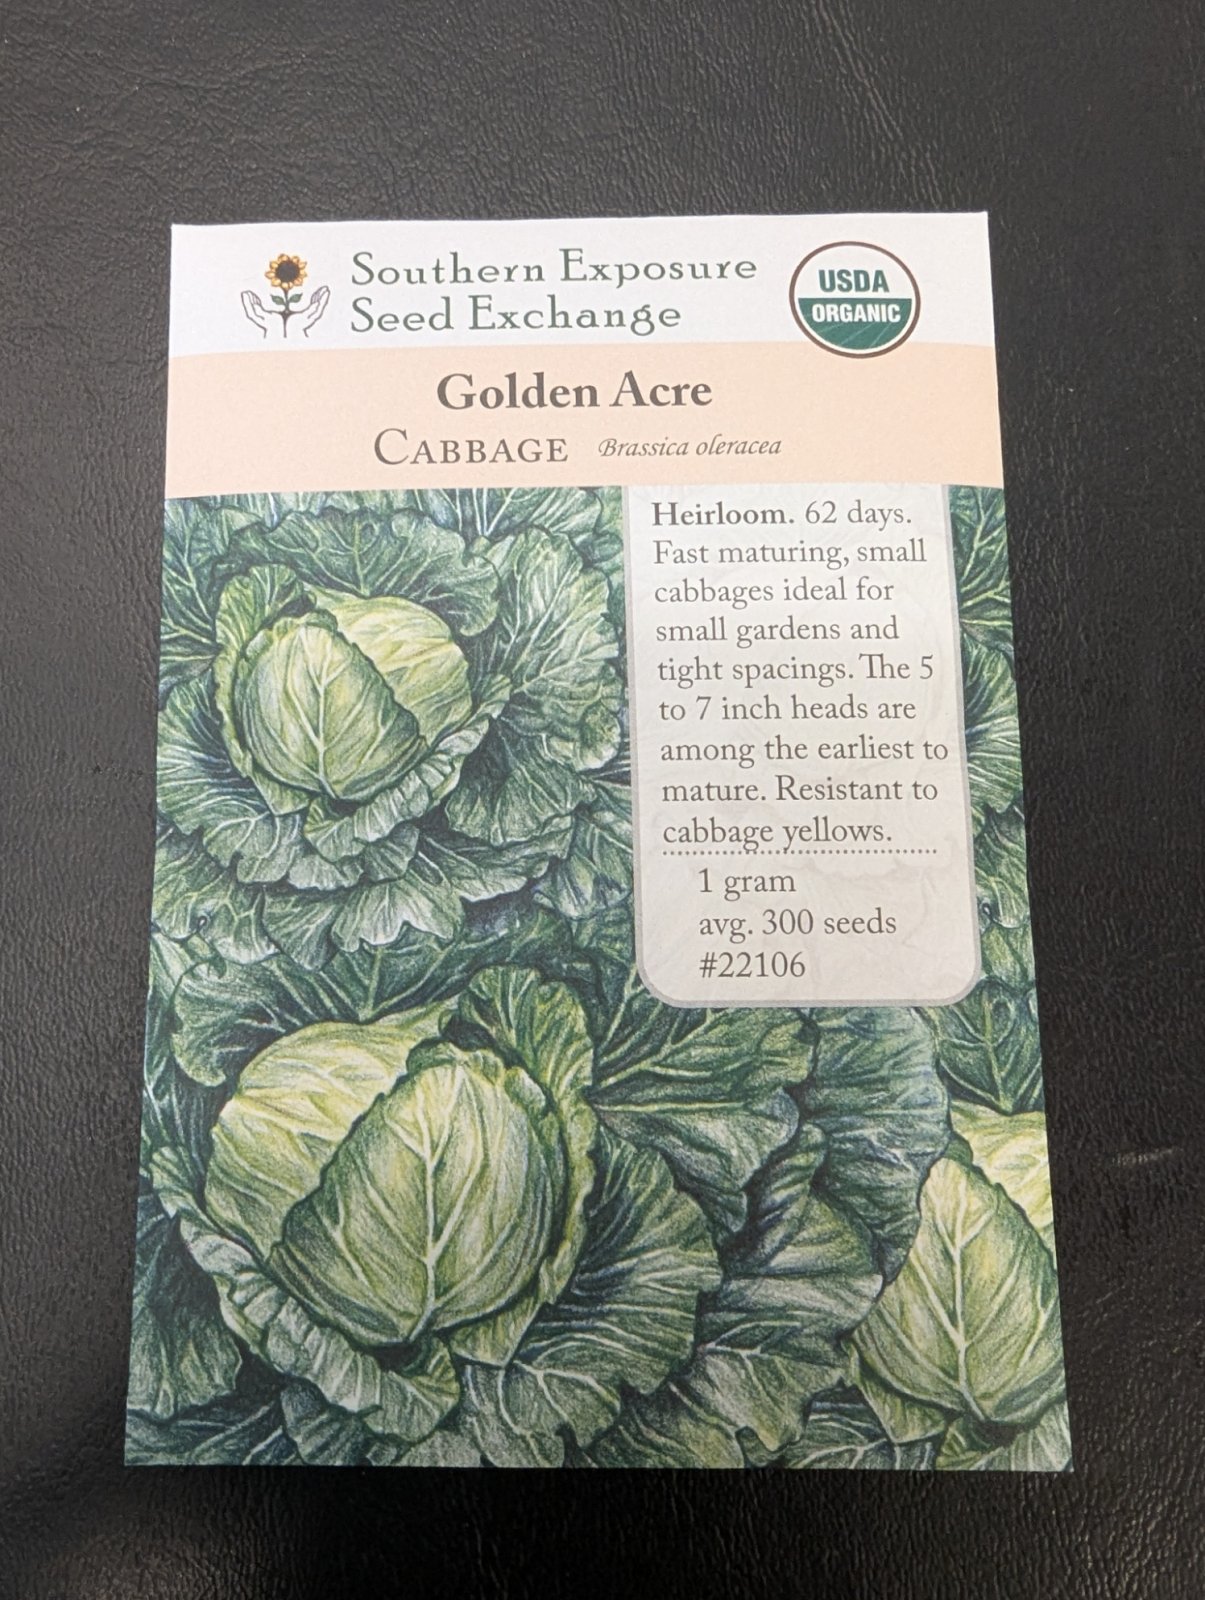 Southern Exposure
Seed Exchange
USDA
ORGANIC
Golden Acre
CABBAGE Brassica oleracea
Heirloom. 62 days.
Fast maturing, small
cabbages ideal for
small gardens and
tight spacings. The 5
to 7 inch heads are
among the earliest to
mature. Resistant to
cabbage yellows.
1 gram
avg. 300 seeds
#22106